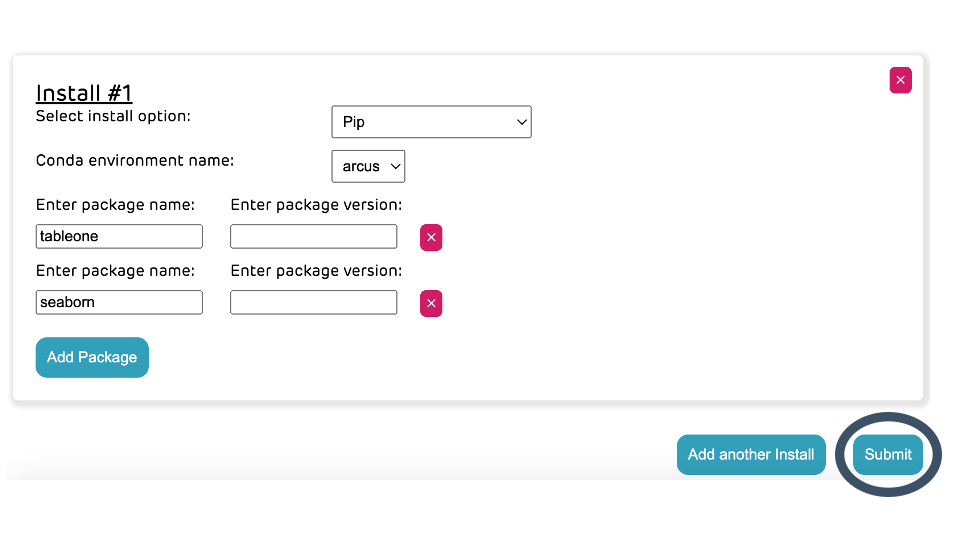 Install #1
Select install option:
Pip
Conda environment name:
arcus
Enter package name: Enter package version:
tableone
Enter package name: Enter package version:
seaborn
Add Package
Add another Install Submit